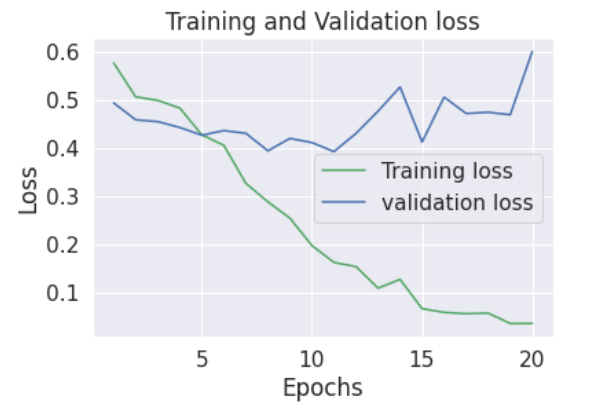 Training and Validation loss
0.6
0.5
0.4
0.3
0.2
0.1
Loss
Training loss
validation loss
5 10 15 20
Epochs